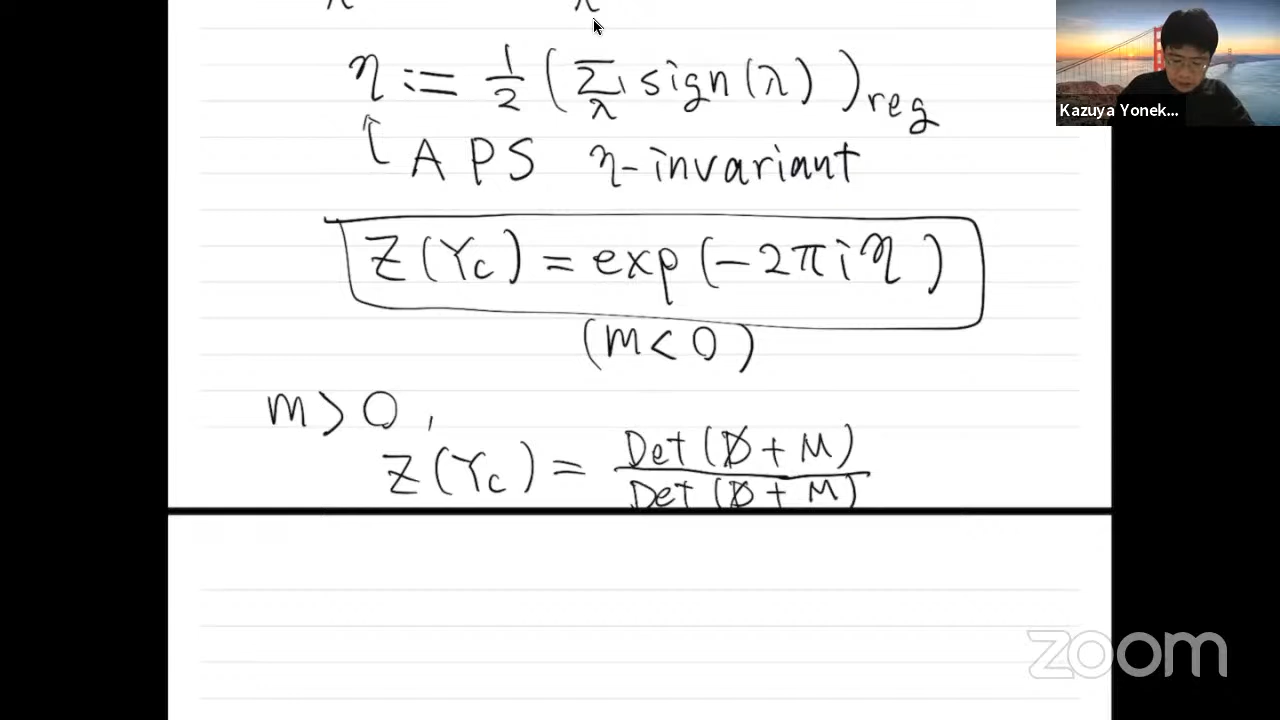 η := 1/2 ( Σ_λ sign(λ) )_reg
APS η-invariant
Z(Y_c) = exp(-2πiη)
(m < 0)
m > 0,
Z(Y_c) = Det(D̸ + M) / Det(D̸ + M)
Kazuya Yonek...
zoom